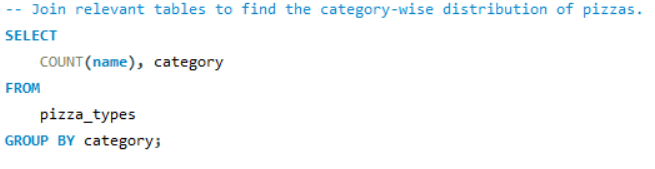 -- Join relevant tables to find the category-wise distribution of pizzas.
SELECT
    COUNT(name), category
FROM
    pizza_types
GROUP BY category;